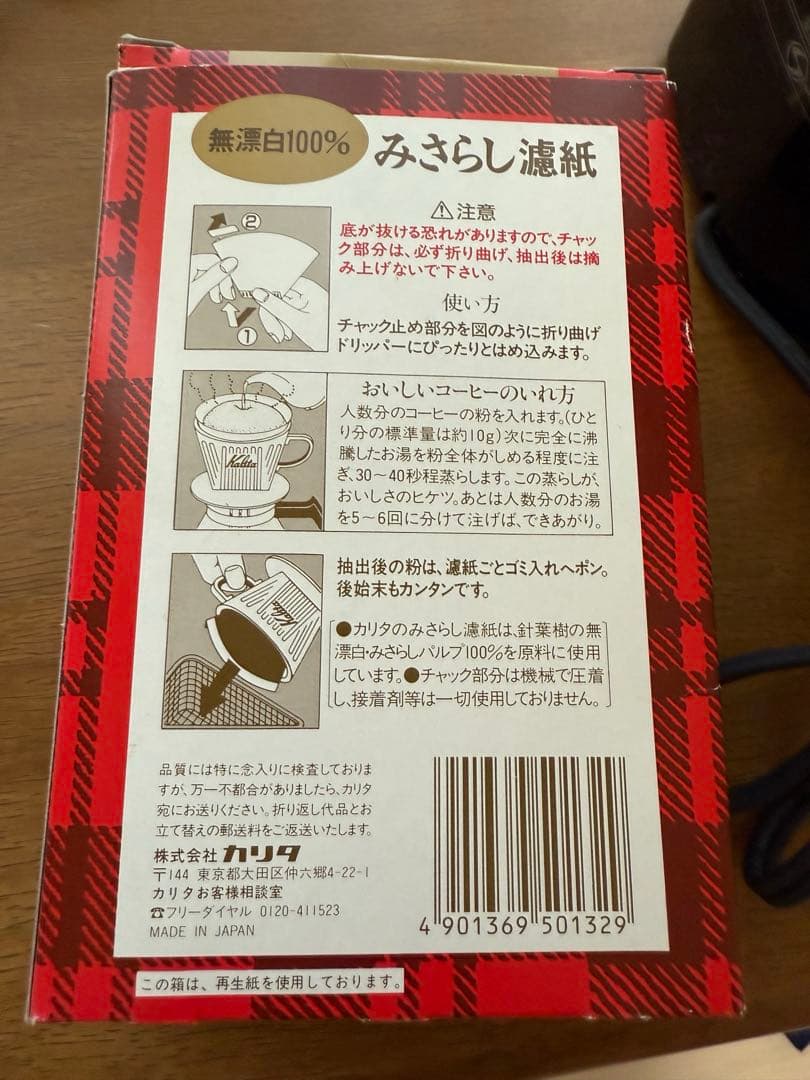 無漂白100%
みさらし濾紙
⚠注意
底が抜ける恐れがありますので、チャッ
ク部分は、必ず折り曲げ、抽出後は摘
み上げないで下さい。
②
①
使い方
チャック止め部分を図のように折り曲げ
ドリッパーにぴったりとはめ込みます。
おいしいコーヒーのいれ方
人数分のコーヒーの粉を入れます。(ひと
り分の標準量は約10g)次に完全に沸
騰したお湯を粉全体がしめる程度に注
ぎ、30〜40秒程蒸らします。この蒸らしが、
おいしさのヒケツ。あとは人数分のお湯
を5〜6回に分けて注げば、できあがり。
Kalita
抽出後の粉は、濾紙ごとゴミ入れへポン。
後始末もカンタンです。
Kalita
●カリタのみさらし濾紙は、針葉樹の無
漂白・みさらしパルプ100%を原料に使用
しています。●チャック部分は機械で圧着
し、接着剤等は一切使用しておりません。
品質には特に念入りに検査しておりま
すが、万一不都合がありましたら、カリタ
宛にお送りください。折り返し代品とお
立て替えの郵送料をご返送いたします。
株式会社カリタ
〒144 東京都大田区仲六郷4-22-1
カリタお客様相談室
☎フリーダイヤル 0120-411523
MADE IN JAPAN
4 901369 501329
この箱は、再生紙を使用しております。